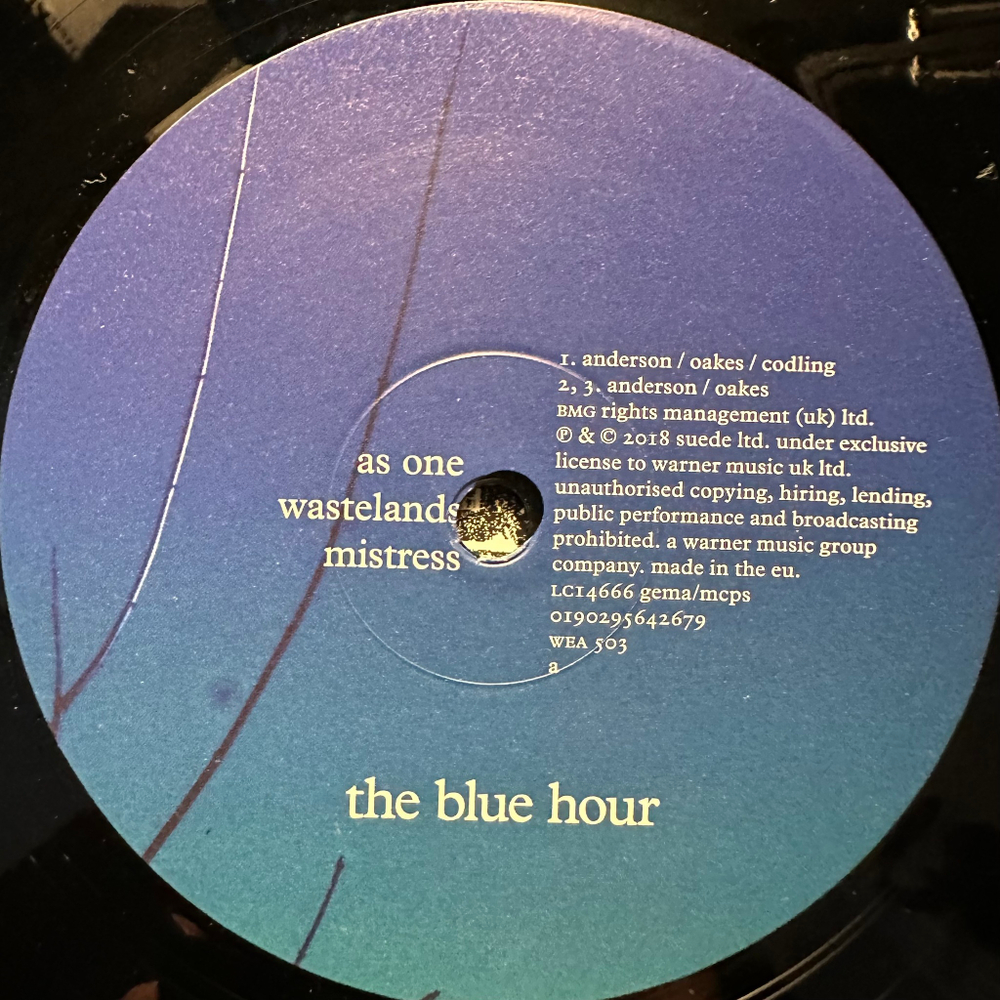 as one
wastelands
mistress
1. anderson / oakes / codling
2, 3. anderson / oakes
BMG rights management (uk) ltd.
℗ & © 2018 suede ltd. under exclusive
license to warner music uk ltd.
unauthorised copying, hiring, lending,
public performance and broadcasting
prohibited. a warner music group
company. made in the eu.
LC14666 gema/mcps
0190295642679
WEA 503
a
the blue hour